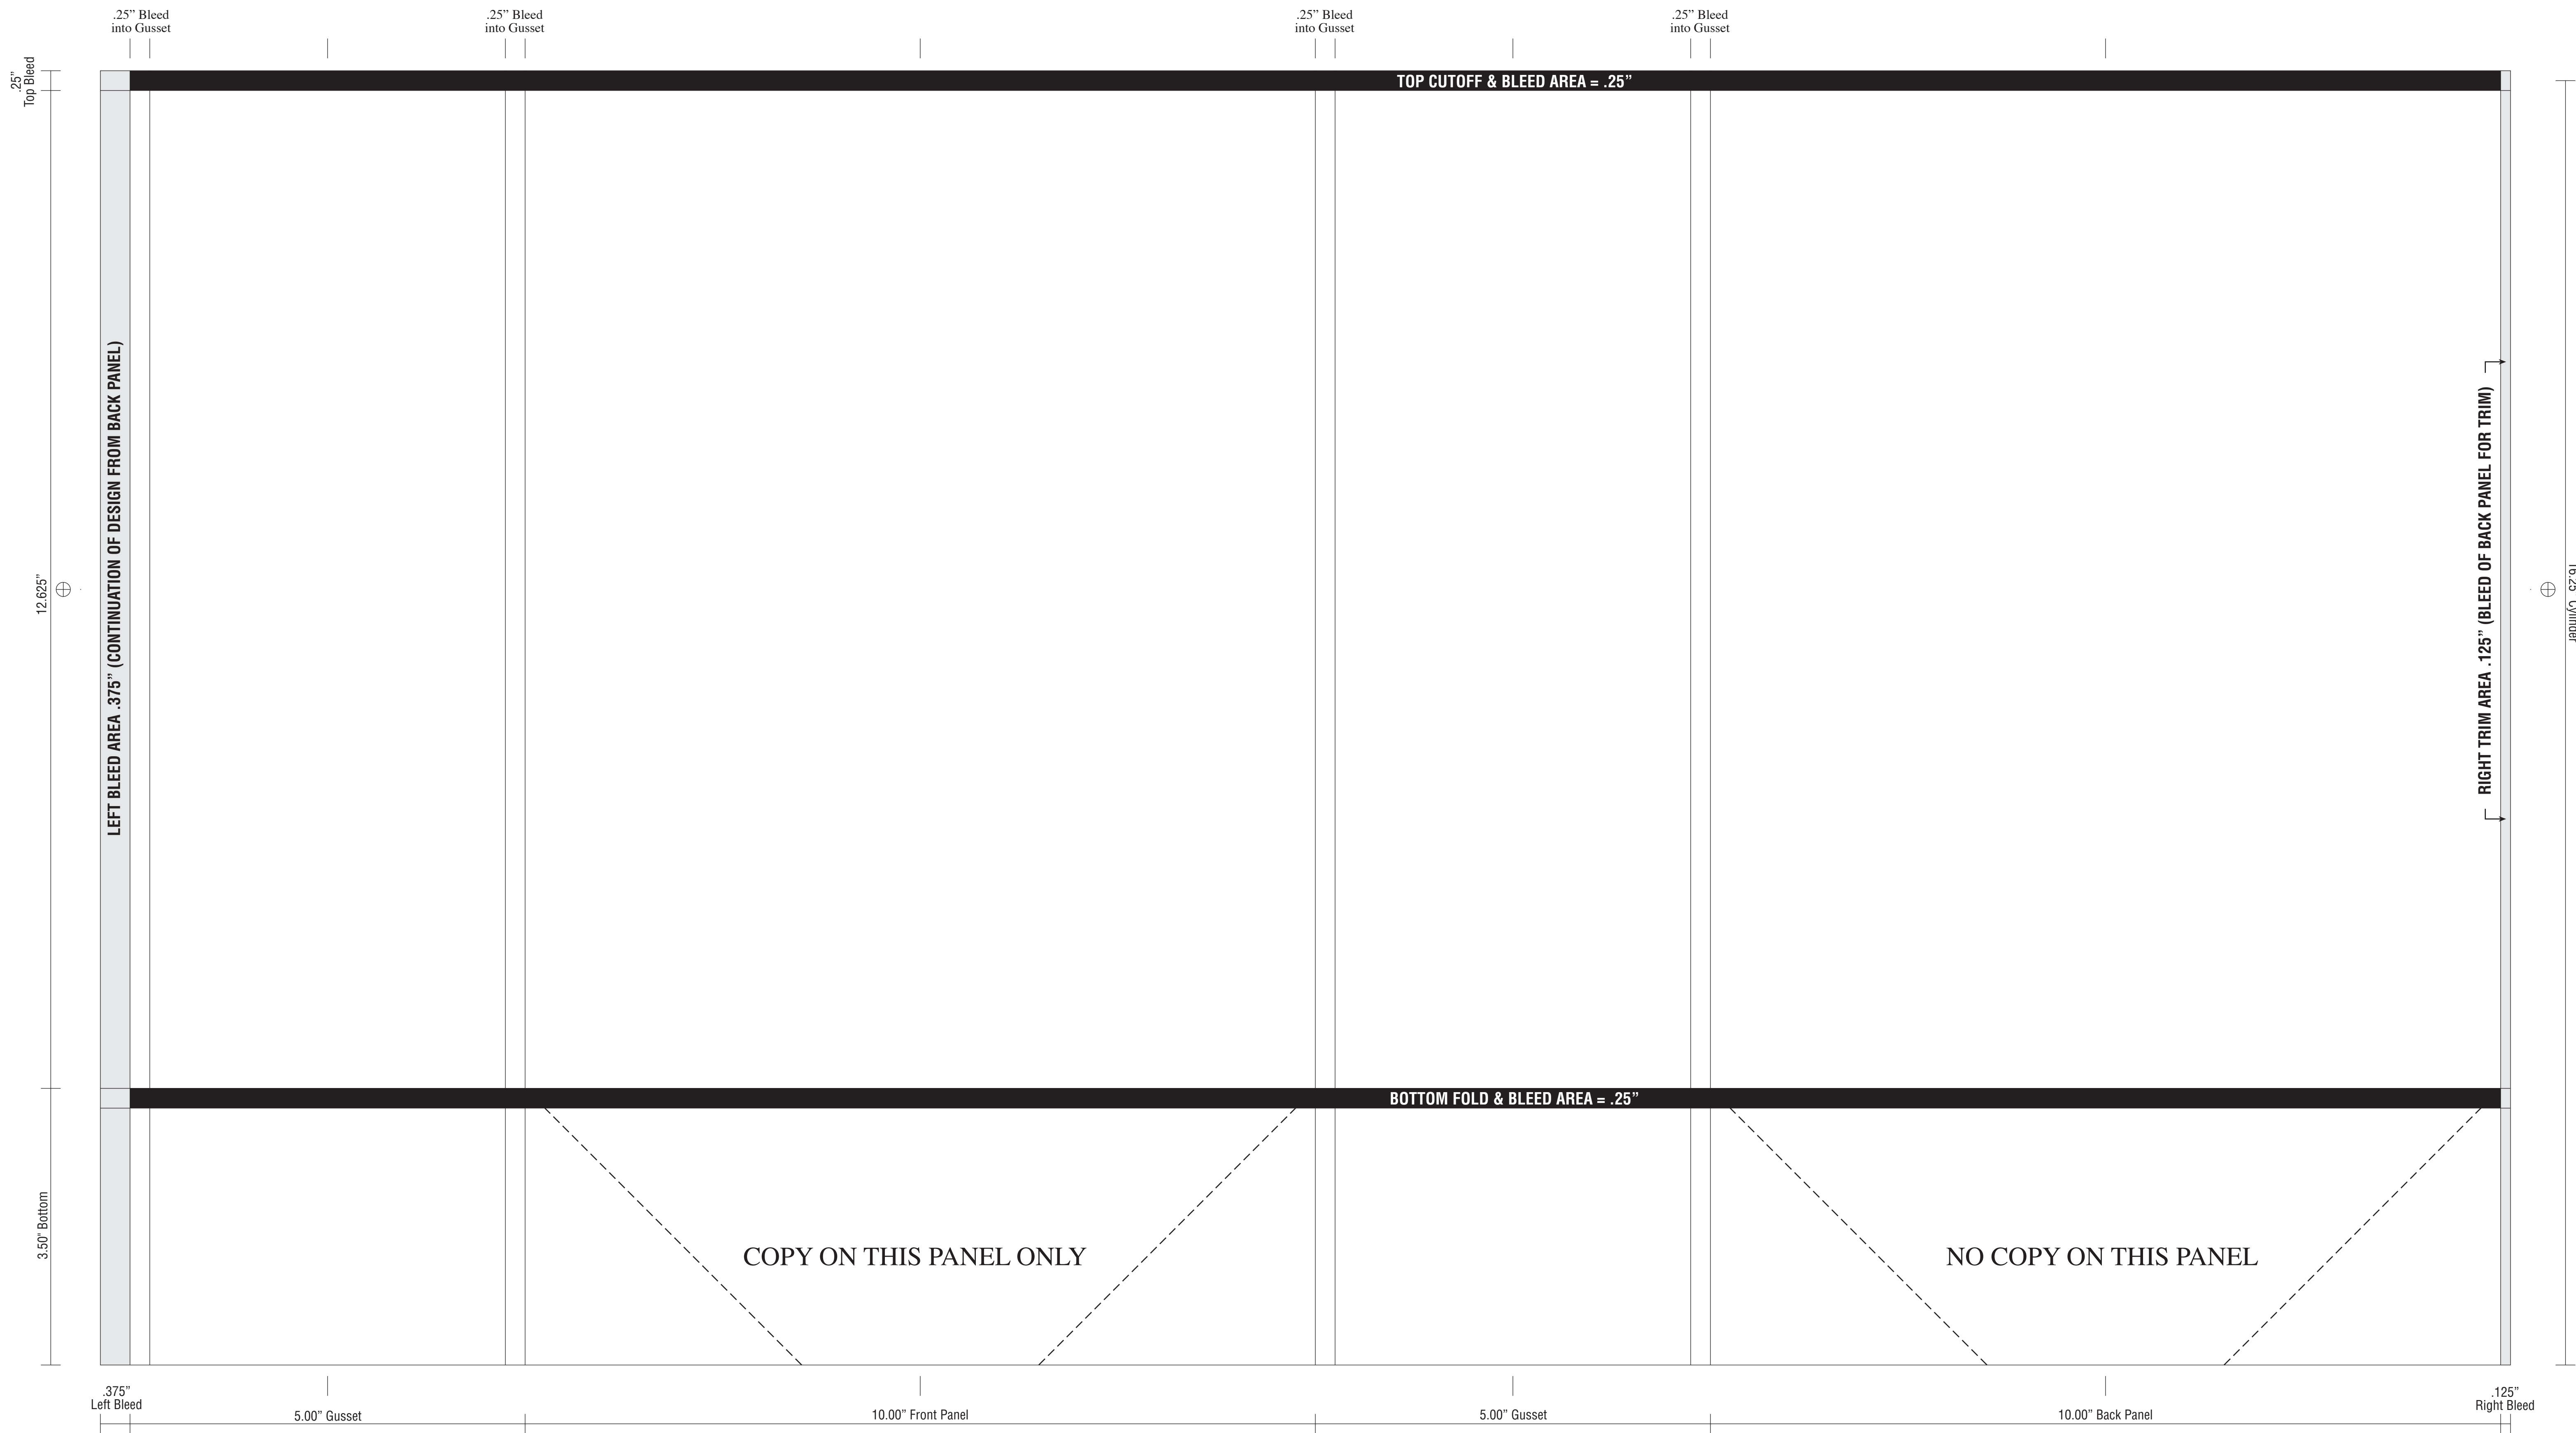 .25” Bleed
into Gusset
.25” Bleed
into Gusset
.25” Bleed
into Gusset
.25” Bleed
into Gusset
.25”
Top Bleed
TOP CUTOFF & BLEED AREA = .25”
LEFT BLEED AREA .375” (CONTINUATION OF DESIGN FROM BACK PANEL)
RIGHT TRIM AREA .125” (BLEED OF BACK PANEL FOR TRIM)
12.625”
16.25” Cylinder
BOTTOM FOLD & BLEED AREA = .25”
3.50” Bottom
COPY ON THIS PANEL ONLY
NO COPY ON THIS PANEL
.375”
Left Bleed
5.00” Gusset
10.00” Front Panel
5.00” Gusset
10.00” Back Panel
.125”
Right Bleed